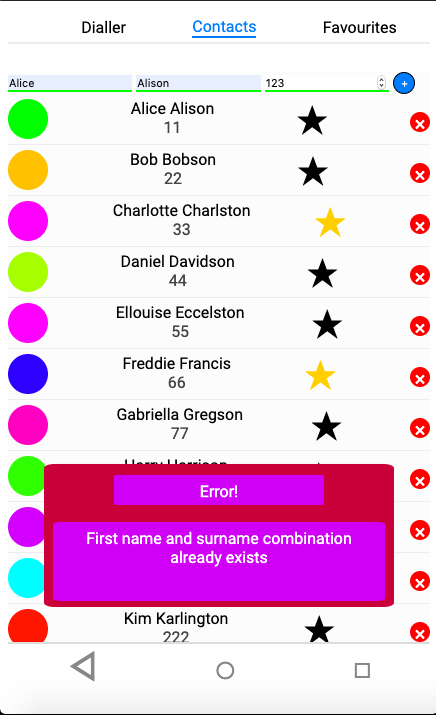 Dialler Contacts Favourites
Alice Alison 123 +
Alice Alison
11
Bob Bobson
22
Charlotte Charlston
33
Daniel Davidson
44
Ellouise Eccelston
55
Freddie Francis
66
Gabriella Gregson
77
Harry Harrison
Error!
First name and surname combination
already exists
Kim Karlington
222